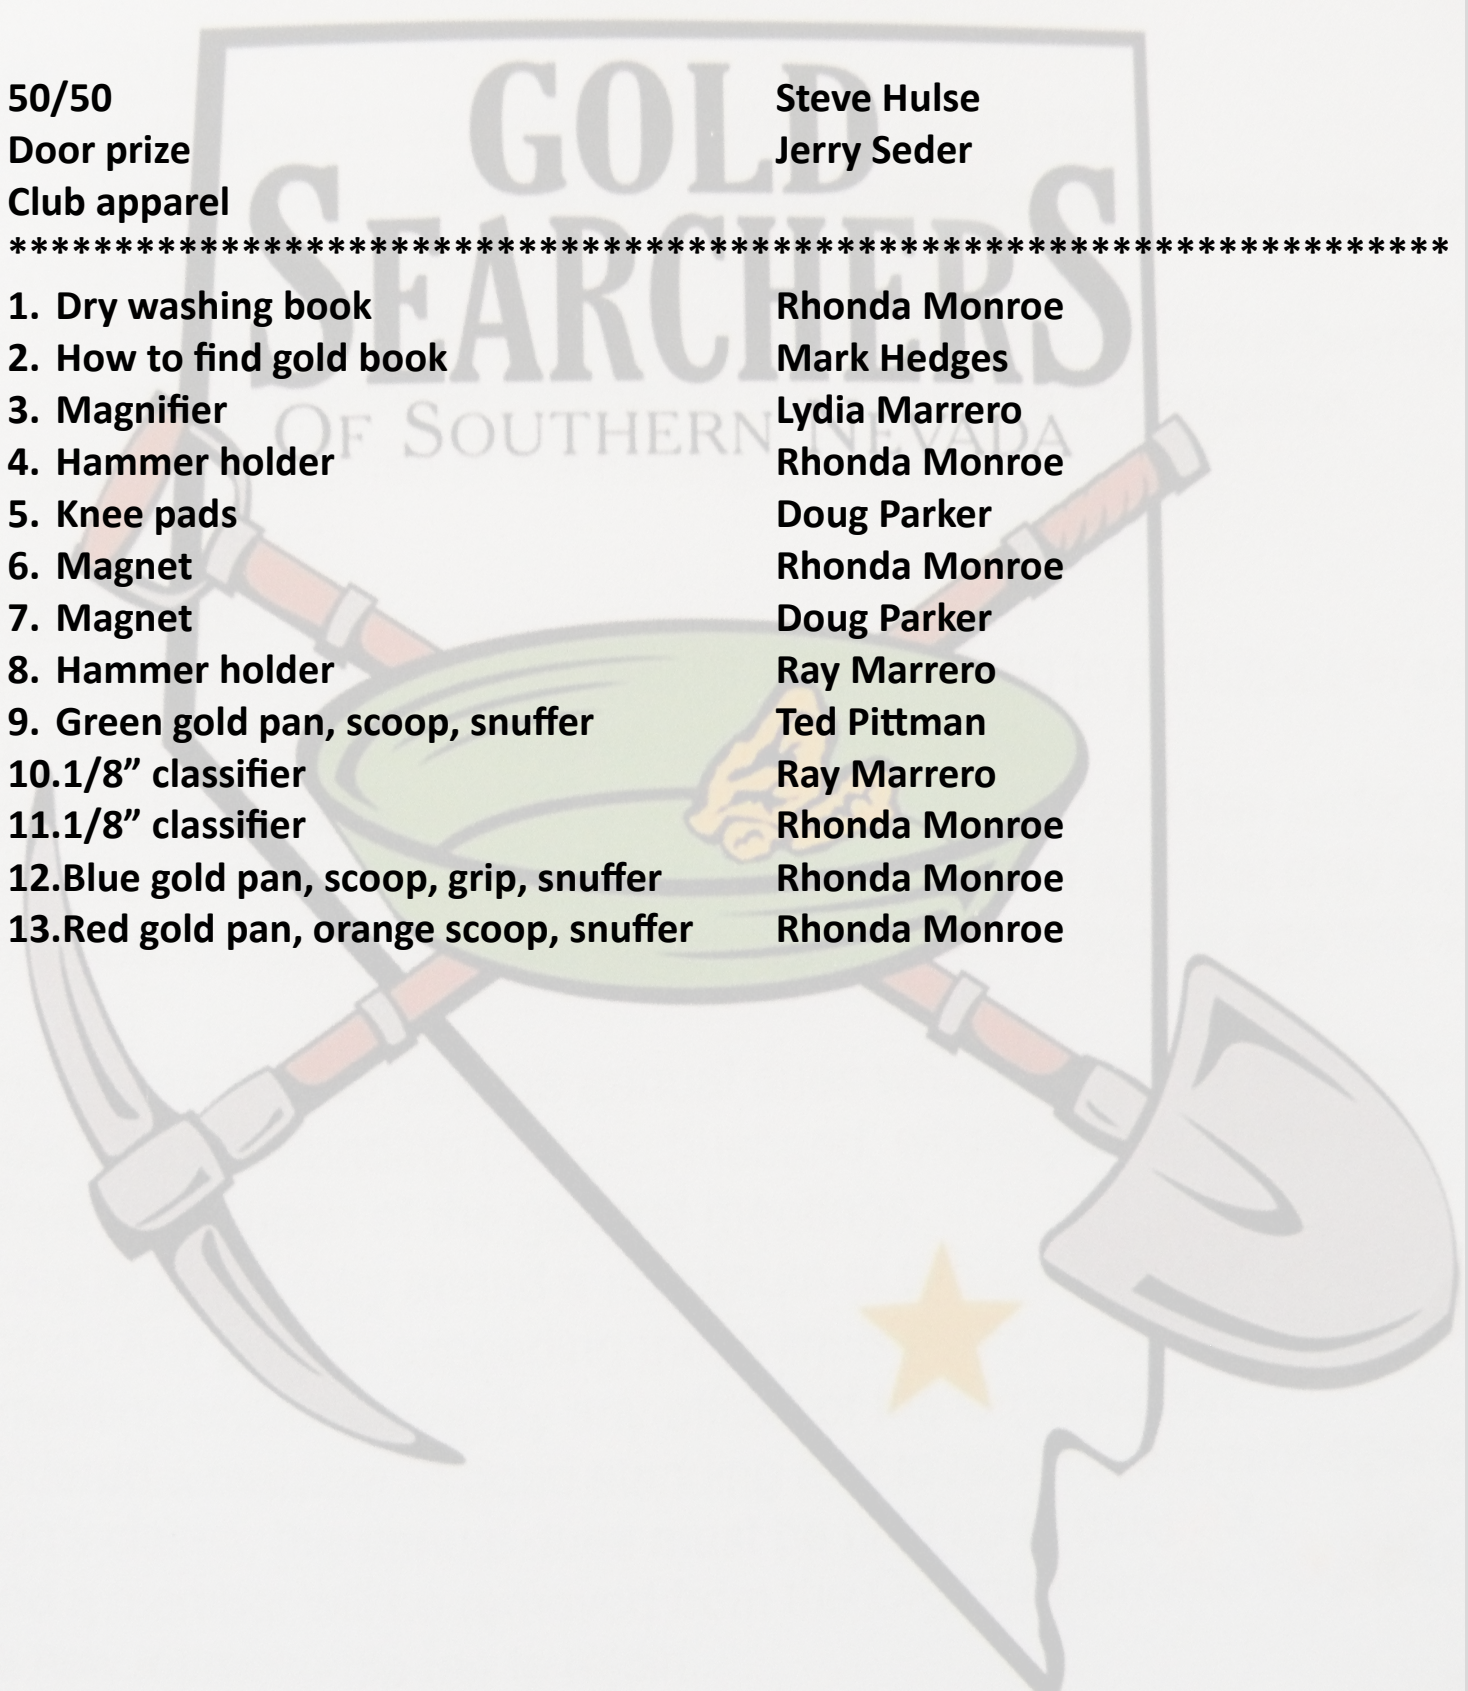 GOLD
SEARCHERS
OF SOUTHERN NEVADA
50/50 Steve Hulse
Door prize Jerry Seder
Club apparel
********************************************************************
1. Dry washing book Rhonda Monroe
2. How to find gold book Mark Hedges
3. Magnifier Lydia Marrero
4. Hammer holder Rhonda Monroe
5. Knee pads Doug Parker
6. Magnet Rhonda Monroe
7. Magnet Doug Parker
8. Hammer holder Ray Marrero
9. Green gold pan, scoop, snuffer Ted Pittman
10.1/8” classifier Ray Marrero
11.1/8” classifier Rhonda Monroe
12.Blue gold pan, scoop, grip, snuffer Rhonda Monroe
13.Red gold pan, orange scoop, snuffer Rhonda Monroe